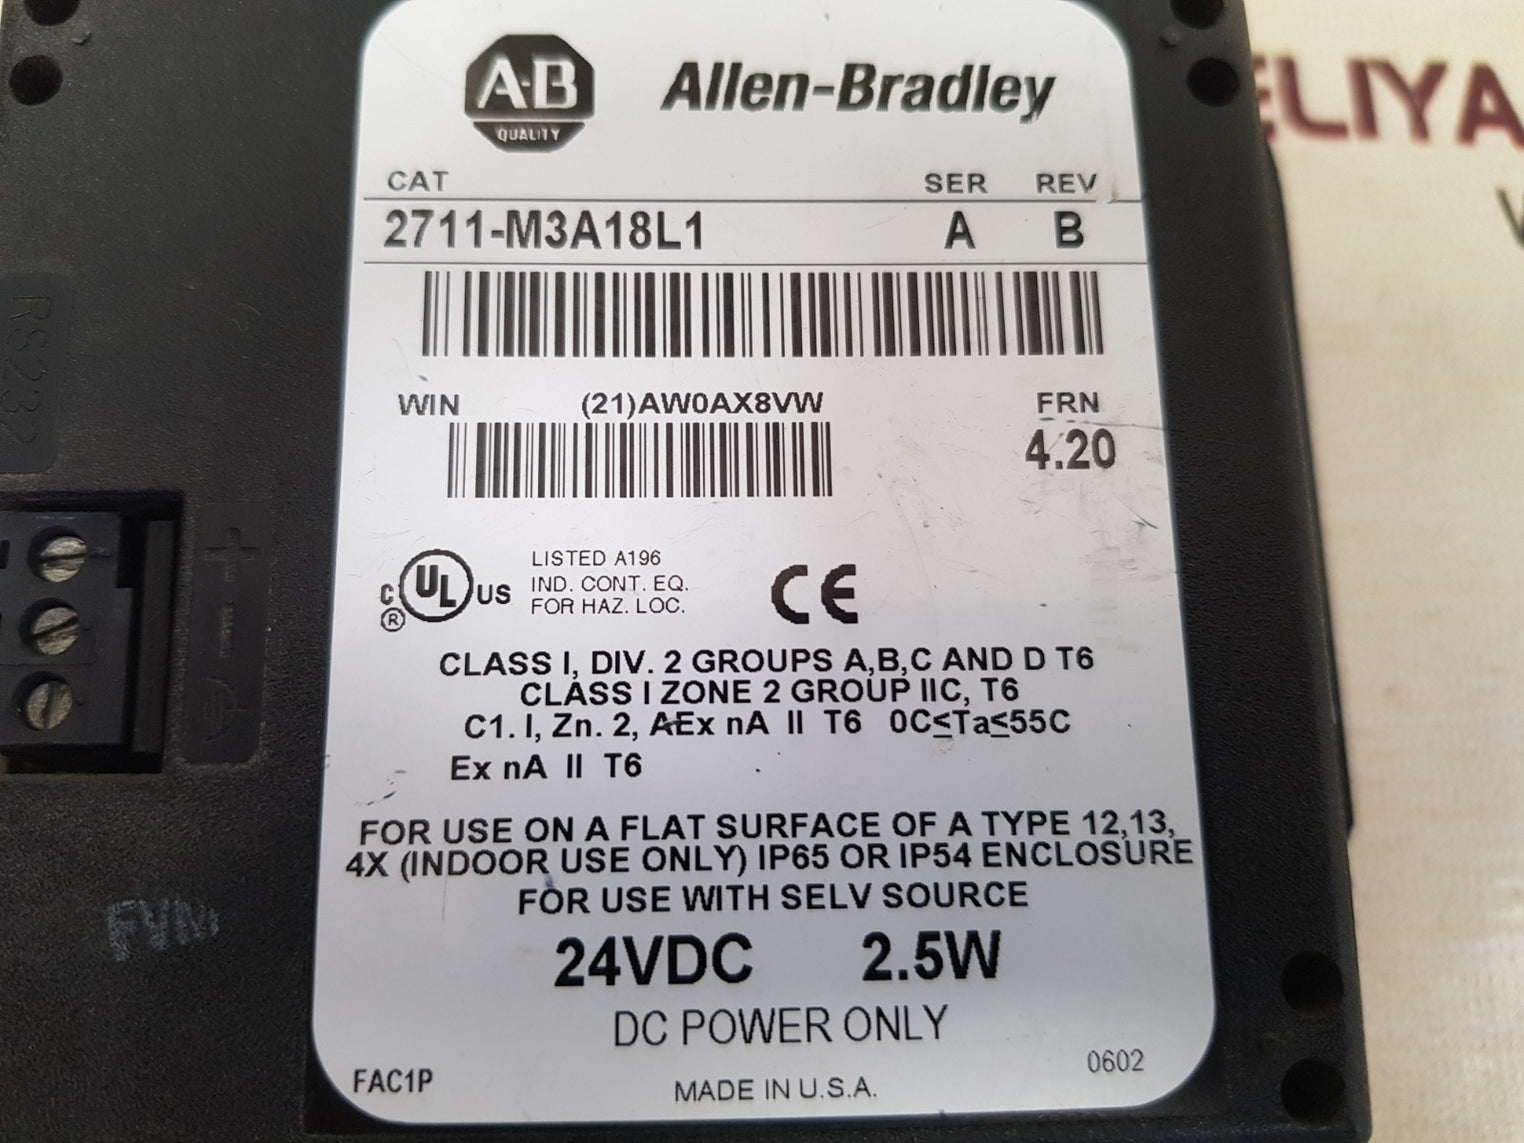 A-B QUALITY Allen-Bradley
CAT SER REV
2711-M3A18L1 A B
WIN (21)AW0AX8VW FRN
4.20
C UL US ®
LISTED A196
IND. CONT. EQ.
FOR HAZ. LOC.
CE
CLASS I, DIV. 2 GROUPS A,B,C AND D T6
CLASS I ZONE 2 GROUP IIC, T6
C1. I, Zn. 2, AEx nA II T6 0C≤Ta≤55C
Ex nA II T6
FOR USE ON A FLAT SURFACE OF A TYPE 12,13,
4X (INDOOR USE ONLY) IP65 OR IP54 ENCLOSURE
FOR USE WITH SELV SOURCE
24VDC 2.5W
DC POWER ONLY
FAC1P MADE IN U.S.A. 0602
RS232
+
-
FVM
ELIYA